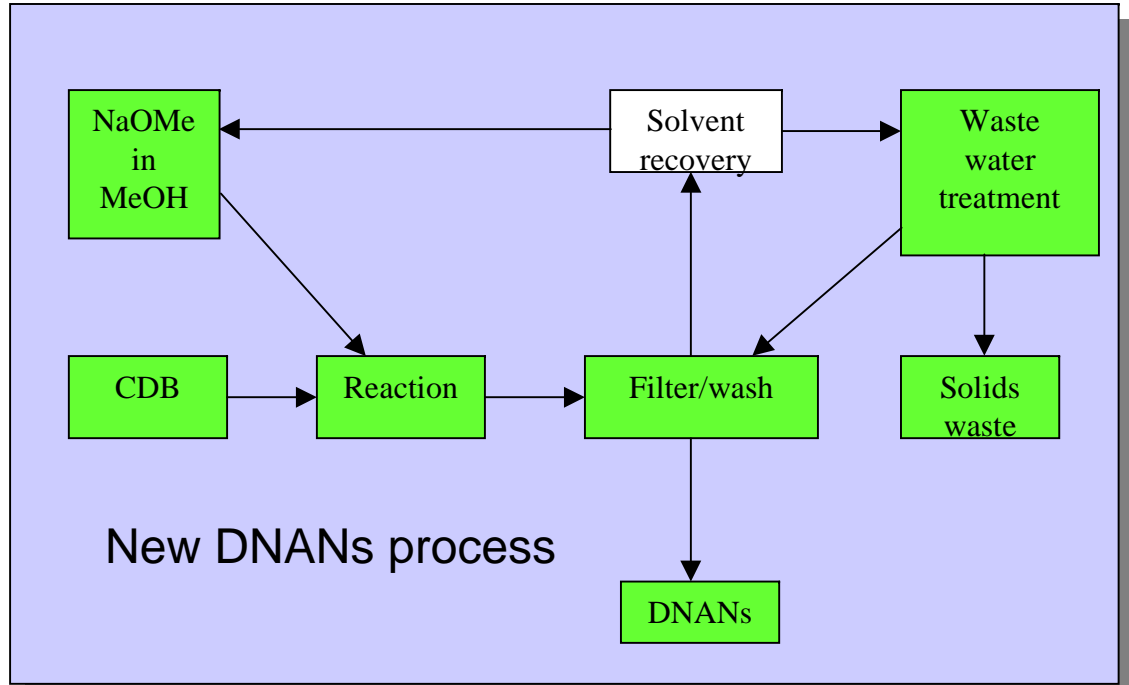 NaOMe
in
MeOH
Solvent
recovery
Waste
water
treatment
CDB
Reaction
Filter/wash
Solids
waste
New DNANs process
DNANs